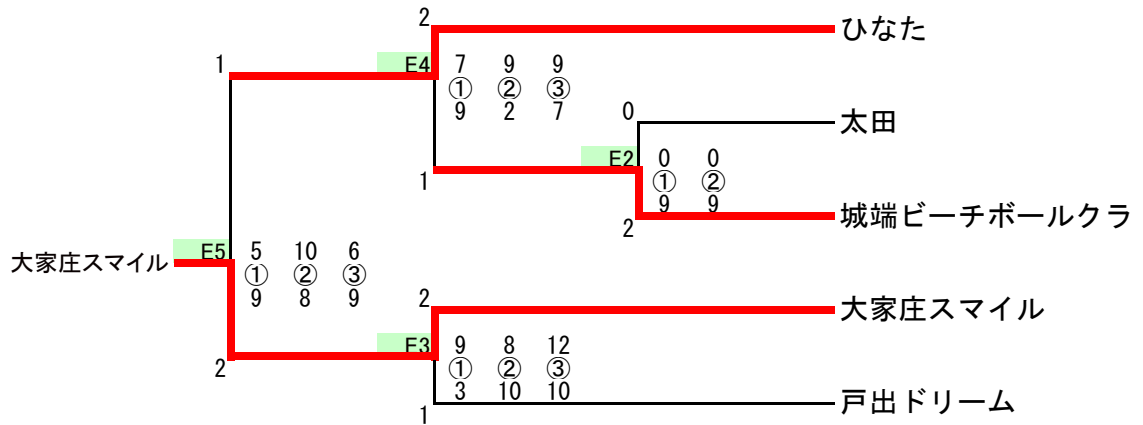 2
ひなた
1
E4
7 9 9
① ② ③
9 2 7
0
太田
E2
0 0
① ②
9 9
1
2
城端ビーチボールクラ
大家庄スマイル
E5
5 10 6
① ② ③
9 8 9
2
大家庄スマイル
E3
9 8 12
① ② ③
3 10 10
2
1
戸出ドリーム